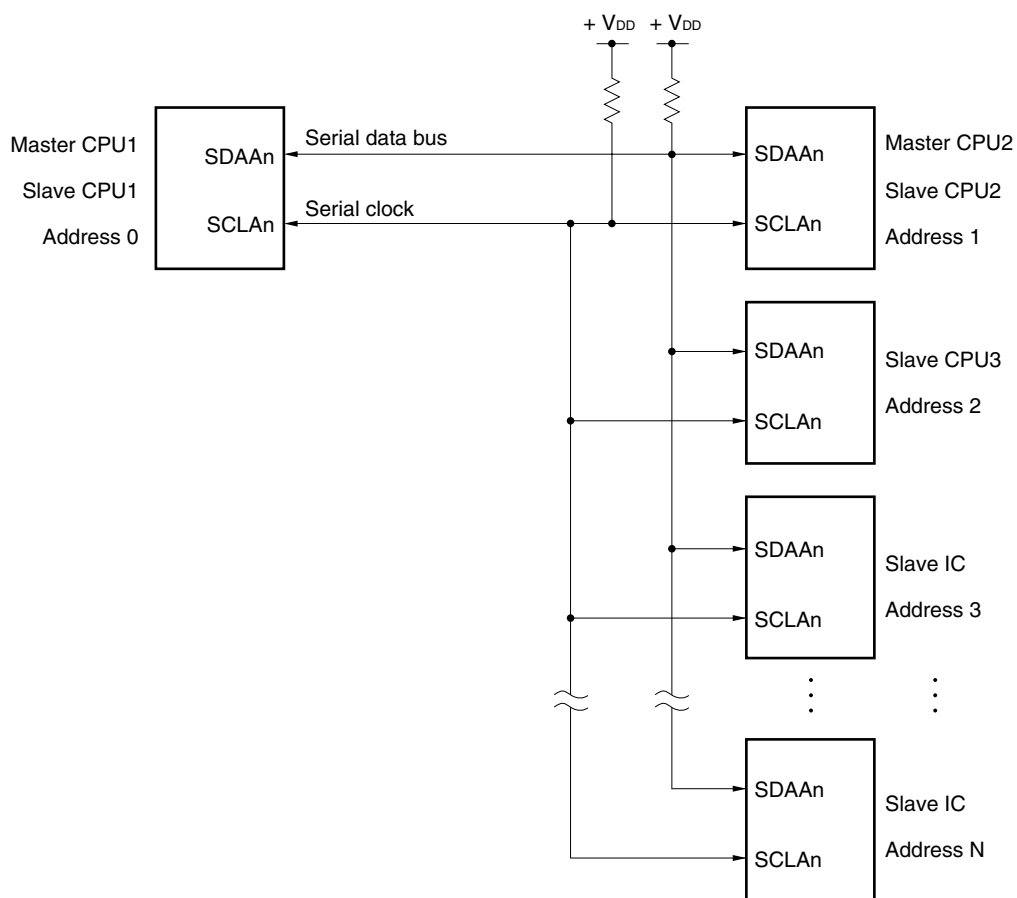 + VDD + VDD
Master CPU1
Slave CPU1
Address 0
SDAAn
SCLAn
Serial data bus
Serial clock
SDAAn
SCLAn
Master CPU2
Slave CPU2
Address 1
SDAAn
SCLAn
Slave CPU3
Address 2
SDAAn
SCLAn
Slave IC
Address 3
SDAAn
SCLAn
Slave IC
Address N